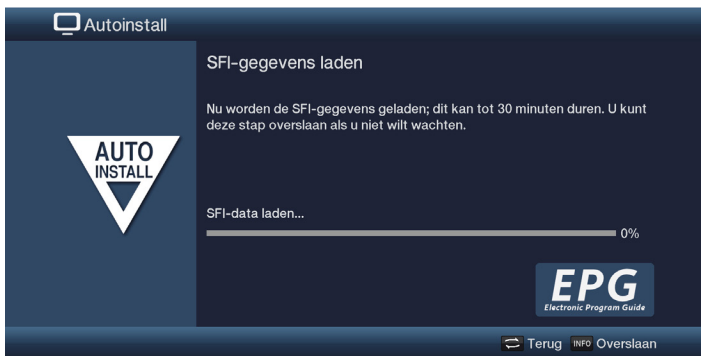 Autoinstall
SFI-gegevens laden
Nu worden de SFI-gegevens geladen; dit kan tot 30 minuten duren. U kunt
deze stap overslaan als u niet wilt wachten.
AUTO
INSTALL
SFI-data laden...
0%
EPG
Electronic Program Guide
Terug INFO Overslaan